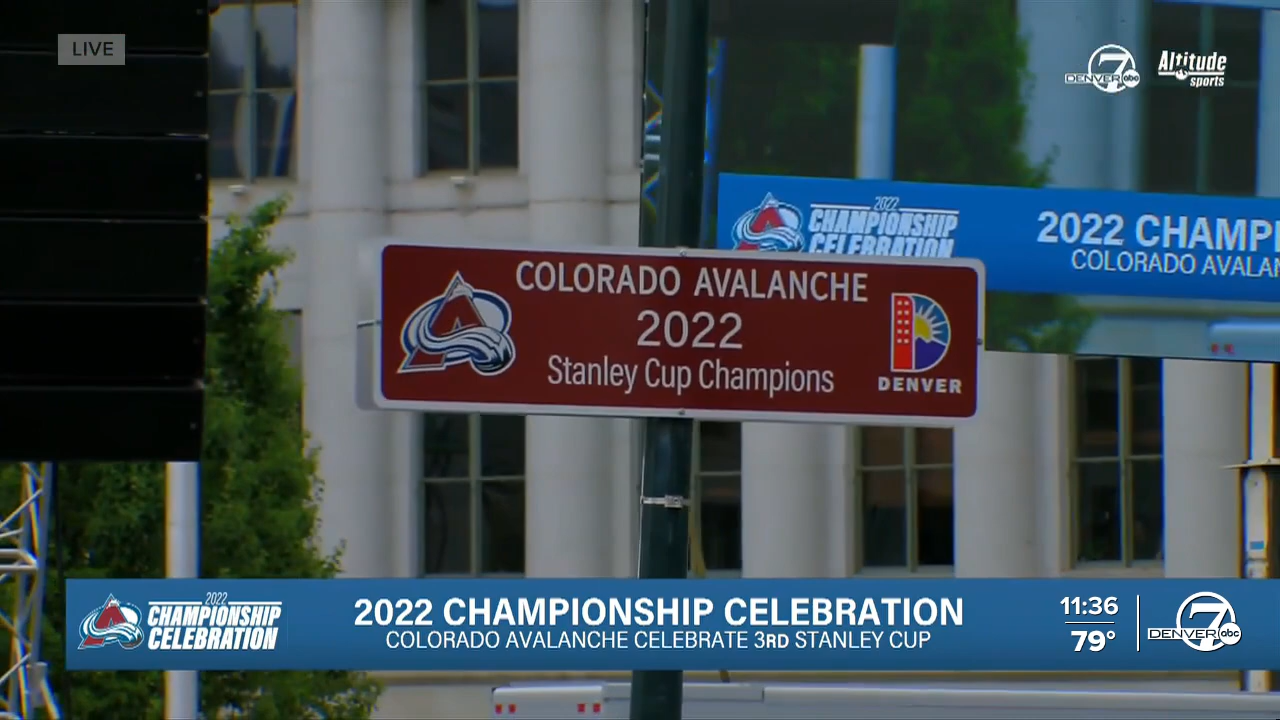 LIVE
7
DENVER abc
Altitude
sports
2022
CHAMPIONSHIP
CELEBRATION
2022 CHAMPI
COLORADO AVALAN
COLORADO AVALANCHE
2022
Stanley Cup Champions
DENVER
2022
CHAMPIONSHIP
CELEBRATION
2022 CHAMPIONSHIP CELEBRATION
COLORADO AVALANCHE CELEBRATE 3RD STANLEY CUP
11:36
79°
7
DENVER abc